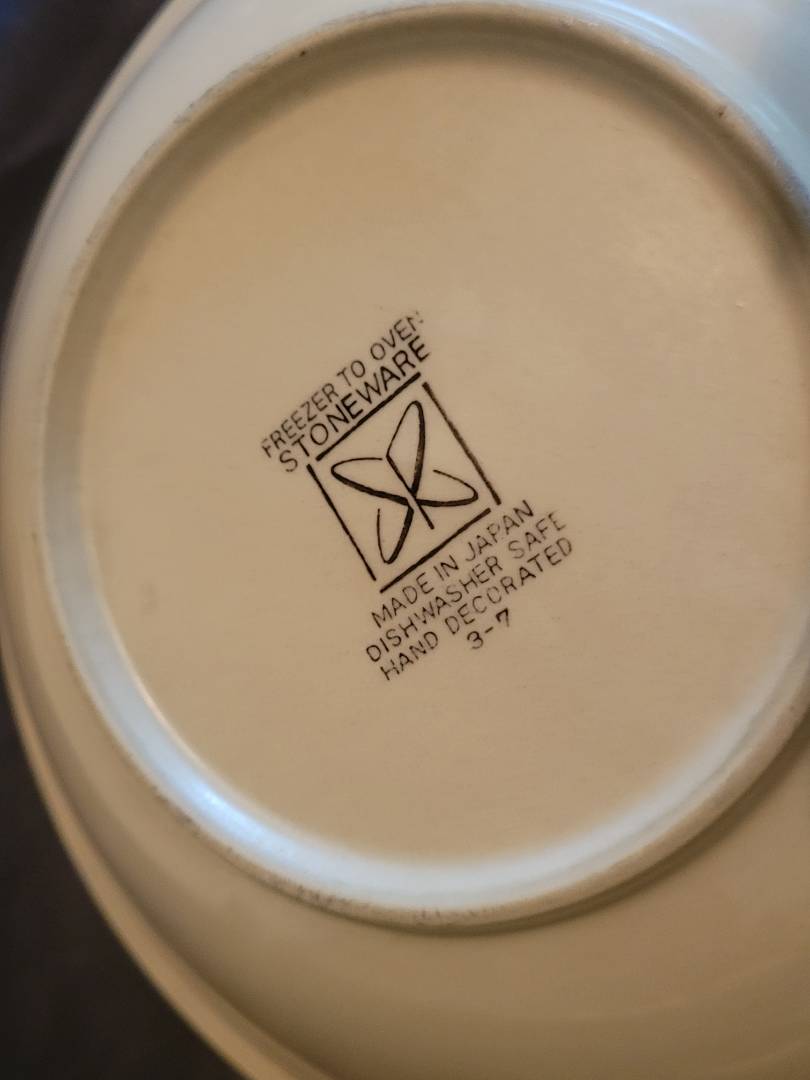 FREEZER TO OVEN
STONEWARE
MADE IN JAPAN
DISHWASHER SAFE
HAND DECORATED
3-7